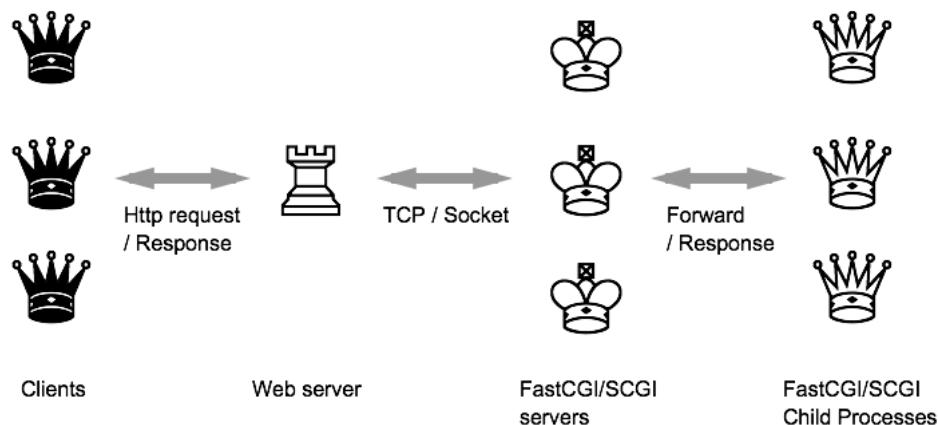 Http request
/ Response
TCP / Socket
Forward
/ Response
Clients
Web server
FastCGI/SCGI
servers
FastCGI/SCGI
Child Processes